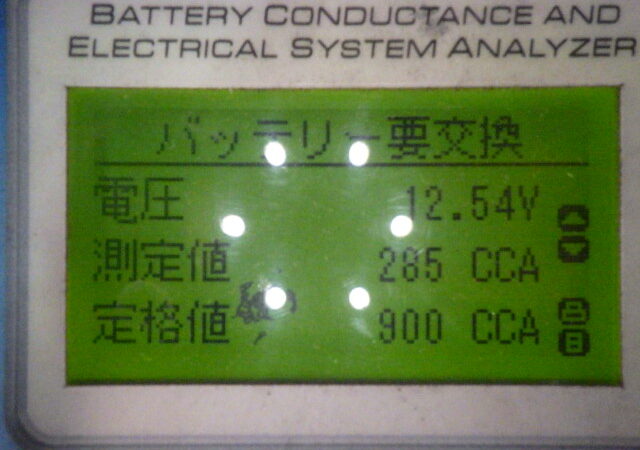 BATTERY CONDUCTANCE AND
ELECTRICAL SYSTEM ANALYZER
バッテリー要交換
電圧 12.54V
測定値 285 CCA
定格値 900 CCA